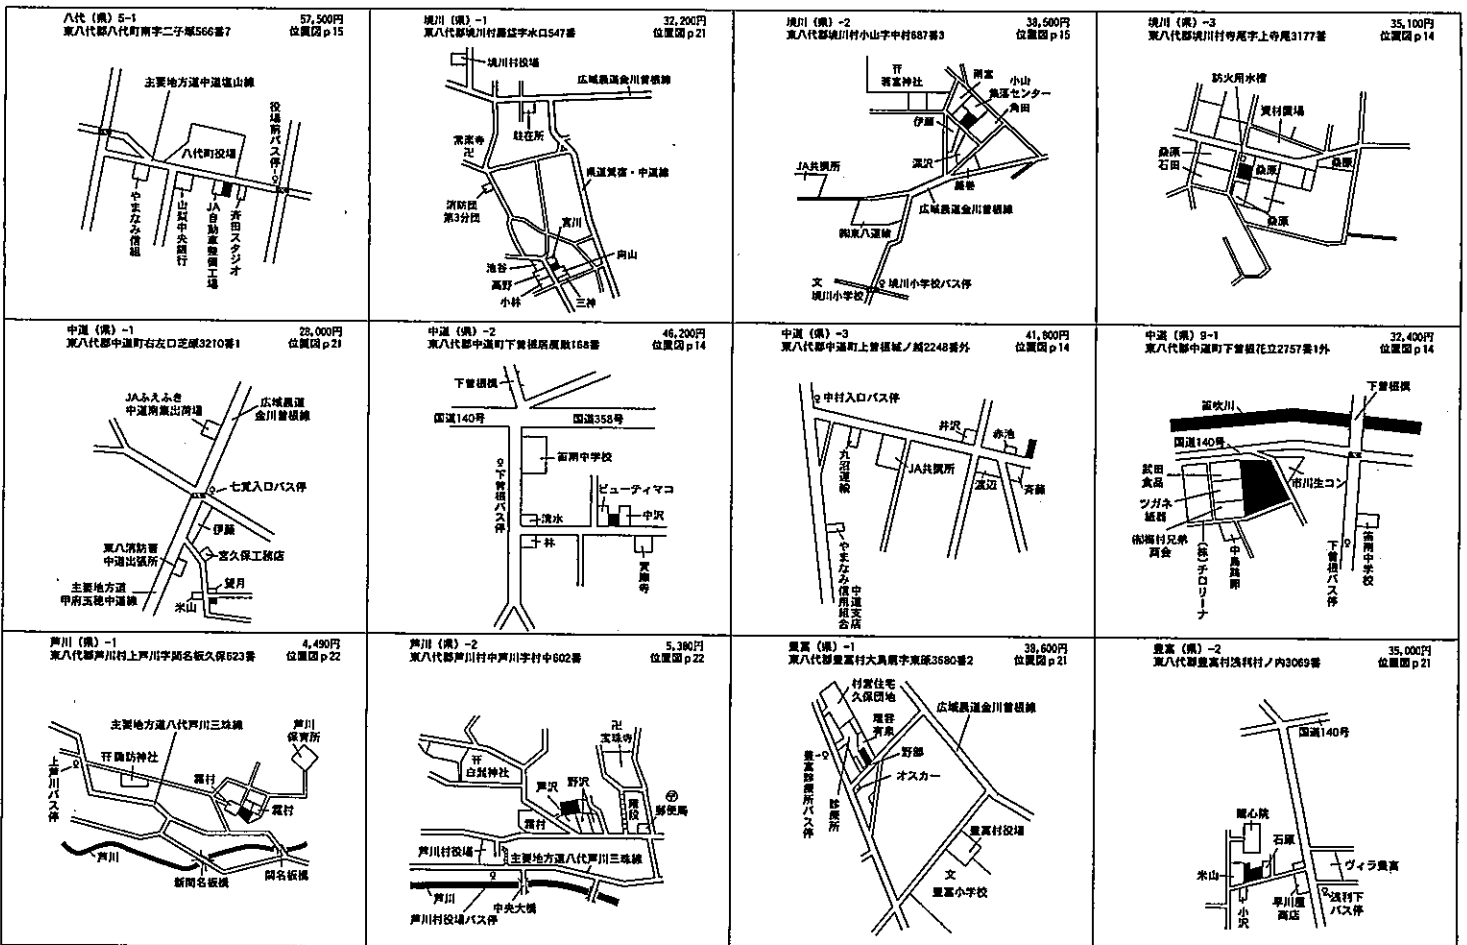 八代（県）5-1
57,500円
東八代郡八代町南字二子塚566番7
位置図p15
主要地方道中道塩山線
役場前バス停
八代町役場
やまなみ信組
山梨中央銀行
JA自動車整備工場
斉田スタジオ
境川（県）-1
32,200円
東八代郡境川村藤垈字水口547番
位置図p21
境川村役場
広域農道金川曽根線
駐在所
常楽寺
県道箕宿・中道線
消防団
第3分団
宮川
池谷
高野
小林
向山
三神
境川（県）-2
38,500円
東八代郡境川村小山字中村687番3
位置図p15
若宮神社
雨宮
小山
集落センター
角田
伊藤
深沢
藤巻
JA共撰所
広域農道金川曽根線
㈲東八運輸
文
境川小学校
境川小学校バス停
境川（県）-3
35,100円
東八代郡境川村寺尾字上寺尾3177番
位置図p14
防火用水槽
資材置場
桑原
石田
桑原
桑原
桑原
中道（県）-1
28,000円
東八代郡中道町右左口芝原3210番1
位置図p21
JAふえふき
中道南集出荷場
広域農道
金川曽根線
七覚入口バス停
伊藤
東八消防署
中道出張所
宮久保工務店
望月
主要地方道
甲府玉穂中道線
米山
中道（県）-2
46,200円
東八代郡中道町下曽根居屋敷168番
位置図p14
下曽根橋
国道140号
国道358号
笛南中学校
下曽根バス停
ビューティマコ
清水
中沢
林
實際寺
中道（県）-3
41,800円
東八代郡中道町上曽根城ノ越2248番外
位置図p14
中村入口バス停
井沢
赤池
丸沼運輸
JA共撰所
渡辺
斉藤
やまなみ信用組合
中道支店
中道（県）9-1
32,400円
東八代郡中道町下曽根花立2757番1外
位置図p14
下曽根橋
笛吹川
国道140号
武田
食品
市川生コン
ツガネ
紙器
㈲梅村兄弟
商会
(株)チロリーナ
中島鶏卵
下曽根バス停
笛南中学校
芦川（県）-1
4,490円
東八代郡芦川村上芦川字間名板久保623番
位置図p22
主要地方道八代芦川三珠線
芦川
保育所
諏訪神社
上芦川バス停
霜村
霜村
芦川
新間名板橋
間名板橋
芦川（県）-2
5,380円
東八代郡芦川村中芦川字村中602番
位置図p22
卍
宝珠寺
白髭神社
芦沢
野沢
霜村
階段
郵便局
芦川村役場
主要地方道八代芦川三珠線
芦川
中央大橋
芦川村役場バス停
豊富（県）-1
38,600円
東八代郡豊富村大鳥居字東原3580番2
位置図p21
村営住宅
久保団地
広域農道金川曽根線
理容
有泉
野部
オスカー
豊富診療所バス停
診療所
豊富村役場
文
豊富小学校
豊富（県）-2
35,000円
東八代郡豊富村浅利村ノ内3069番
位置図p21
国道140号
石原
米山
ヴィラ豊富
小沢
早川屋
商店
浅利下
バス停